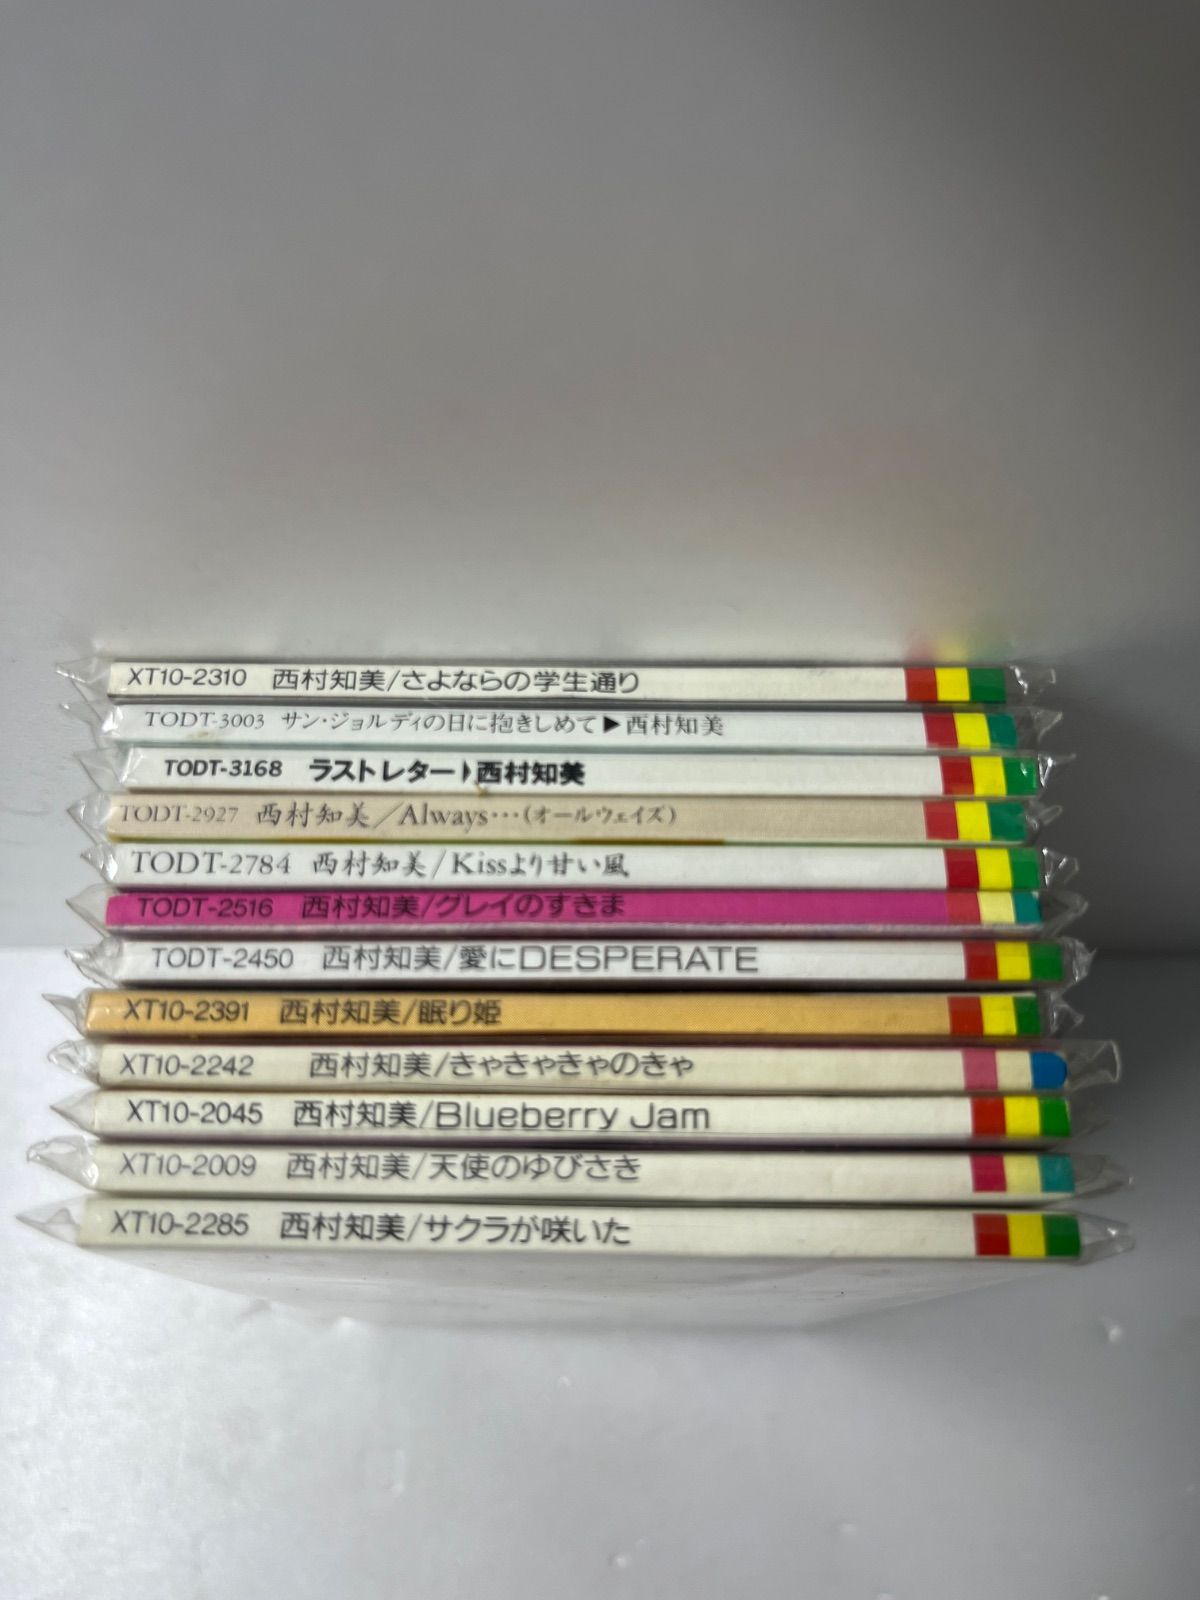 XT10-2310 西村知美/さよならの学生通り
TODT-3003 サン・ジョルディの日に抱きしめて▶西村知美
TODT-3168 ラストレター▶西村知美
TODT-2927 西村知美/Always…(オールウェイズ)
TODT-2784 西村知美/Kissより甘い風
TODT-2516 西村知美/グレイのすきま
TODT-2450 西村知美/愛にDESPERATE
XT10-2391 西村知美/眠り姫
XT10-2242 西村知美/きゃきゃきゃのきゃ
XT10-2045 西村知美/Blueberry Jam
XT10-2009 西村知美/天使のゆびさき
XT10-2285 西村知美/サクラが咲いた